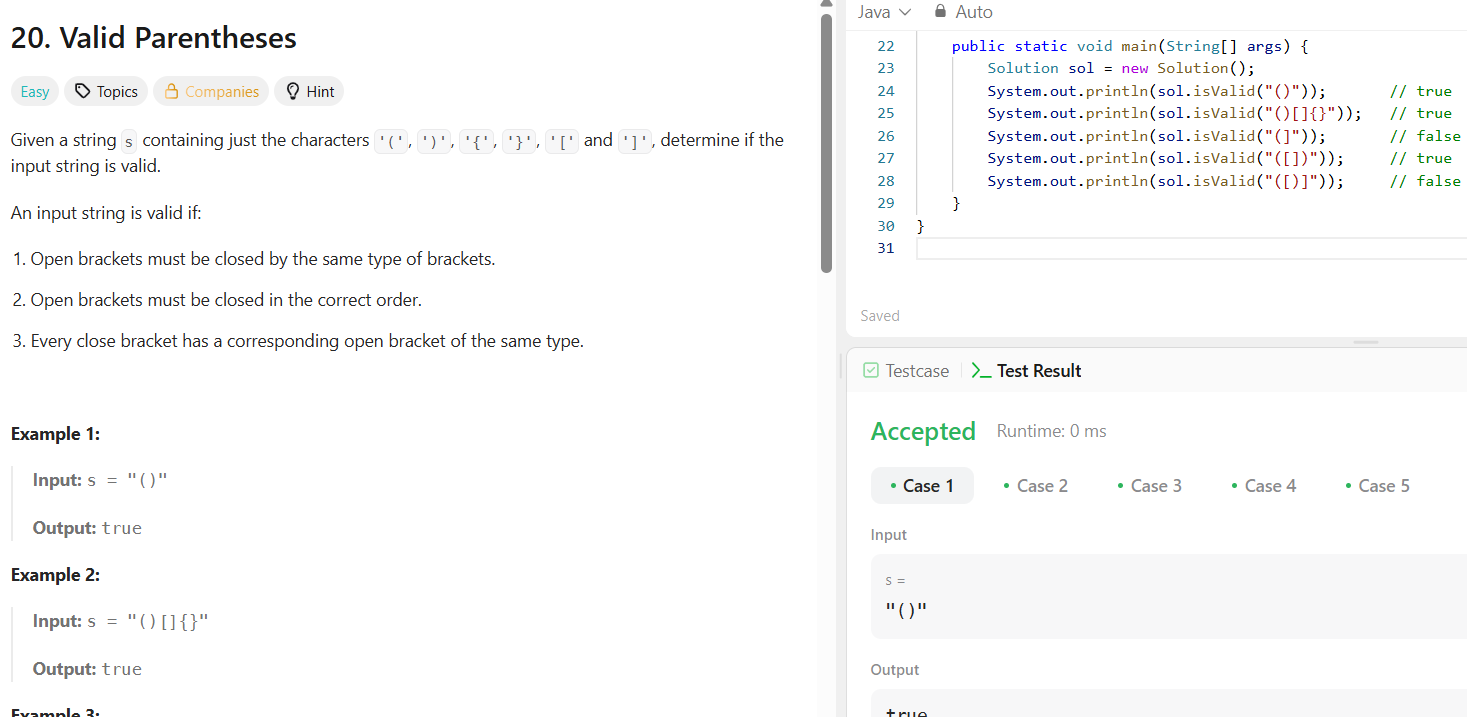 20. Valid Parentheses
Easy Topics Companies Hint
Given a string s containing just the characters '(', ')', '{', '}', '[' and ']', determine if the
input string is valid.
An input string is valid if:
1. Open brackets must be closed by the same type of brackets.
2. Open brackets must be closed in the correct order.
3. Every close bracket has a corresponding open bracket of the same type.
Example 1:
Input: s = "()"
Output: true
Example 2:
Input: s = "()[]{}"
Output: true
Example 3:
Java Auto
22 public static void main(String[] args) {
23 Solution sol = new Solution();
24 System.out.println(sol.isValid("()")); // true
25 System.out.println(sol.isValid("()[]{}")); // true
26 System.out.println(sol.isValid("(]")); // false
27 System.out.println(sol.isValid("([])")); // true
28 System.out.println(sol.isValid("([)]")); // false
29 }
30 }
31
Saved
Testcase >_ Test Result
Accepted Runtime: 0 ms
• Case 1 • Case 2 • Case 3 • Case 4 • Case 5
Input
s =
"()"
Output
true